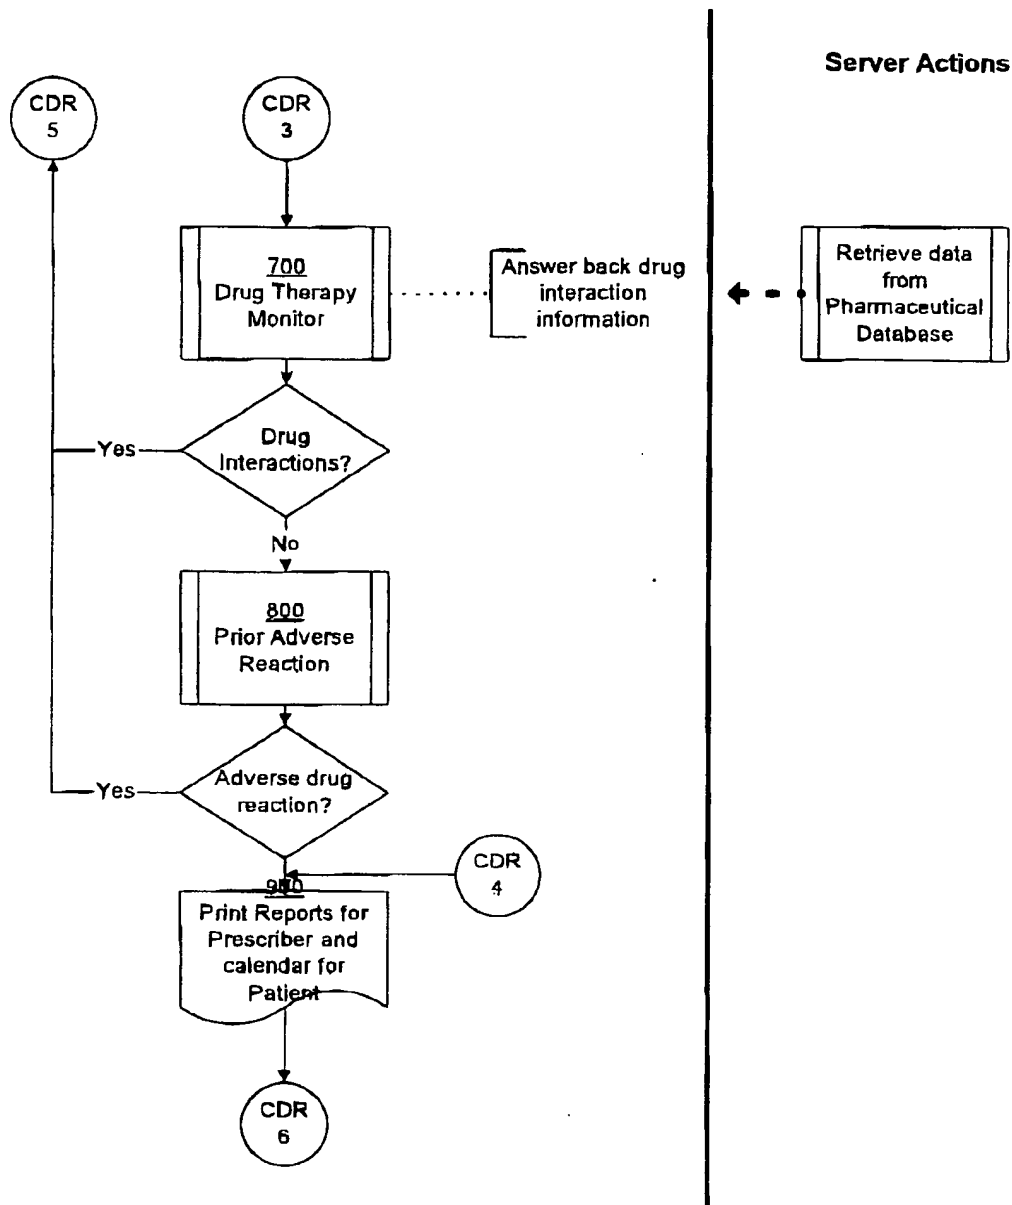 Server Actions
CDR
5
CDR
3
700
Drug Therapy
Monitor
Answer back drug
interaction
information
Retrieve data
from
Pharmaceutical
Database
Yes
Drug
Interactions?
No
800
Prior Adverse
Reaction
Yes
Adverse drug
reaction?
CDR
4
Print Reports for
Prescriber and
calendar for
Patient
CDR
6